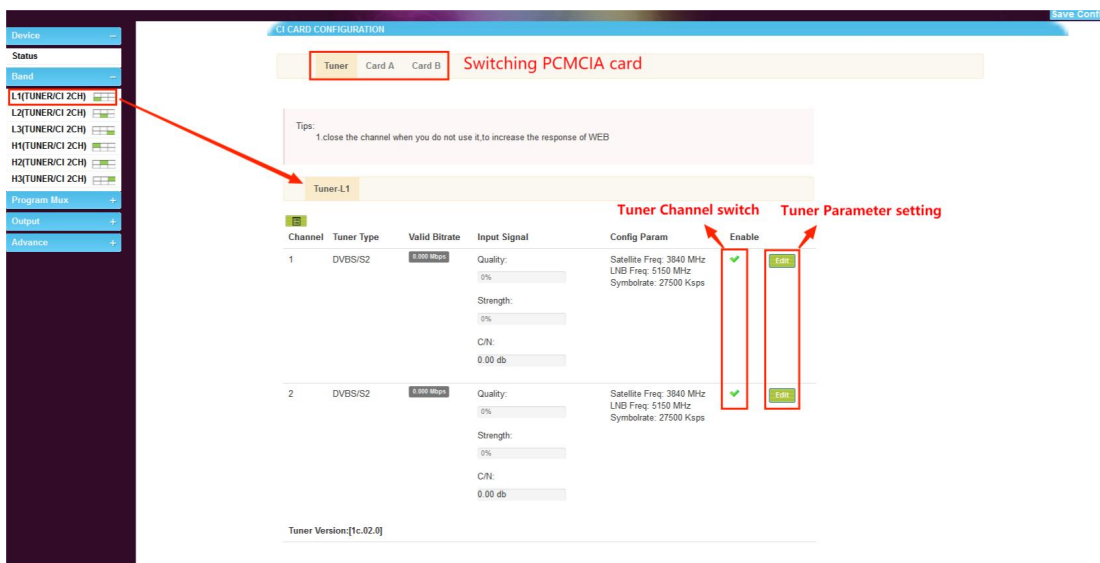 Save Confi
Device −
CI CARD CONFIGURATION
Status
Tuner Card A Card B Switching PCMCIA card
Band −
L1(TUNER/CI 2CH)
L2(TUNER/CI 2CH)
L3(TUNER/CI 2CH)
H1(TUNER/CI 2CH)
H2(TUNER/CI 2CH)
H3(TUNER/CI 2CH)
Program Mux +
Output +
Advance +
Tips:
1.close the channel when you do not use it,to increase the response of WEB
Tuner-L1
Tuner Channel switch Tuner Parameter setting
Channel Tuner Type Valid Bitrate Input Signal Config Param Enable
1 DVBS/S2 0.000 Mbps Quality: Satellite Freq: 3840 MHz Edit
LNB Freq: 5150 MHz
0% Symbolrate: 27500 Ksps
Strength:
0%
C/N:
0.00 db
2 DVBS/S2 0.000 Mbps Quality: Satellite Freq: 3840 MHz Edit
LNB Freq: 5150 MHz
0% Symbolrate: 27500 Ksps
Strength:
0%
C/N:
0.00 db
Tuner Version:[1c.02.0]